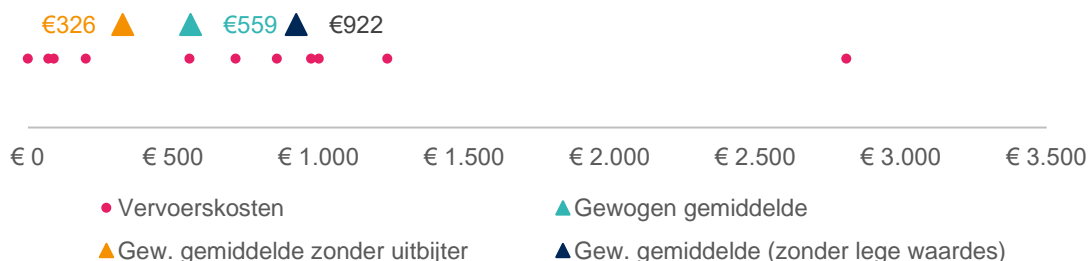 €326 €559 €922
€ 0 € 500 € 1.000 € 1.500 € 2.000 € 2.500 € 3.000 € 3.500
Vervoerskosten Gewogen gemiddelde
Gew. gemiddelde zonder uitbijter Gew. gemiddelde (zonder lege waardes)